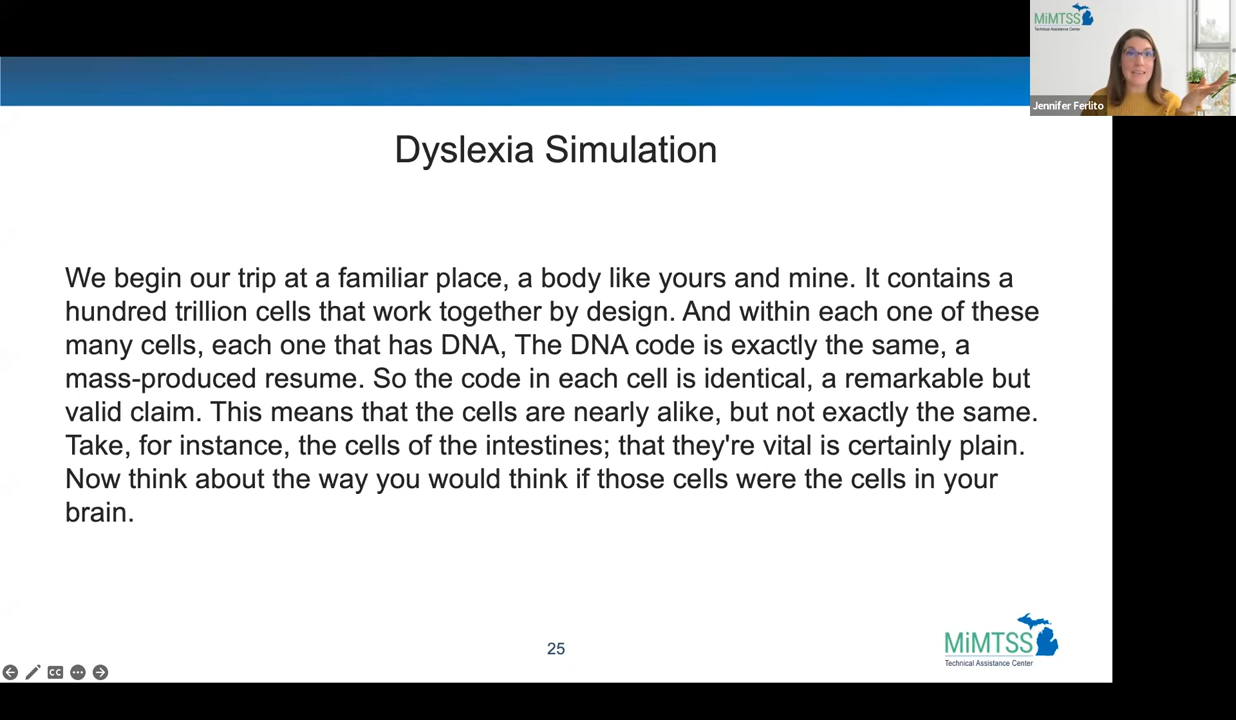 MiMTSS
Technical Assistance Center
Jennifer Ferlito
Dyslexia Simulation
We begin our trip at a familiar place, a body like yours and mine. It contains a
hundred trillion cells that work together by design. And within each one of these
many cells, each one that has DNA, The DNA code is exactly the same, a
mass-produced resume. So the code in each cell is identical, a remarkable but
valid claim. This means that the cells are nearly alike, but not exactly the same.
Take, for instance, the cells of the intestines; that they're vital is certainly plain.
Now think about the way you would think if those cells were the cells in your
brain.
25
MiMTSS
Technical Assistance Center
CC